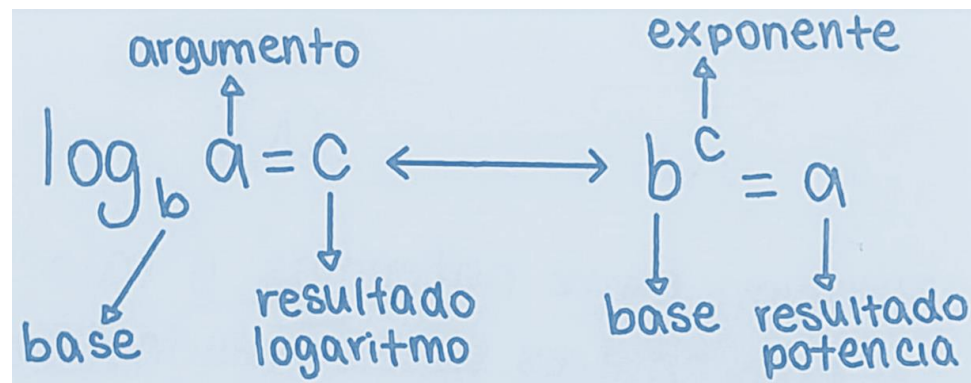 argumento
exponente
log_b a = c ⟷ b^c = a
base
resultado
logaritmo
base
resultado
potencia